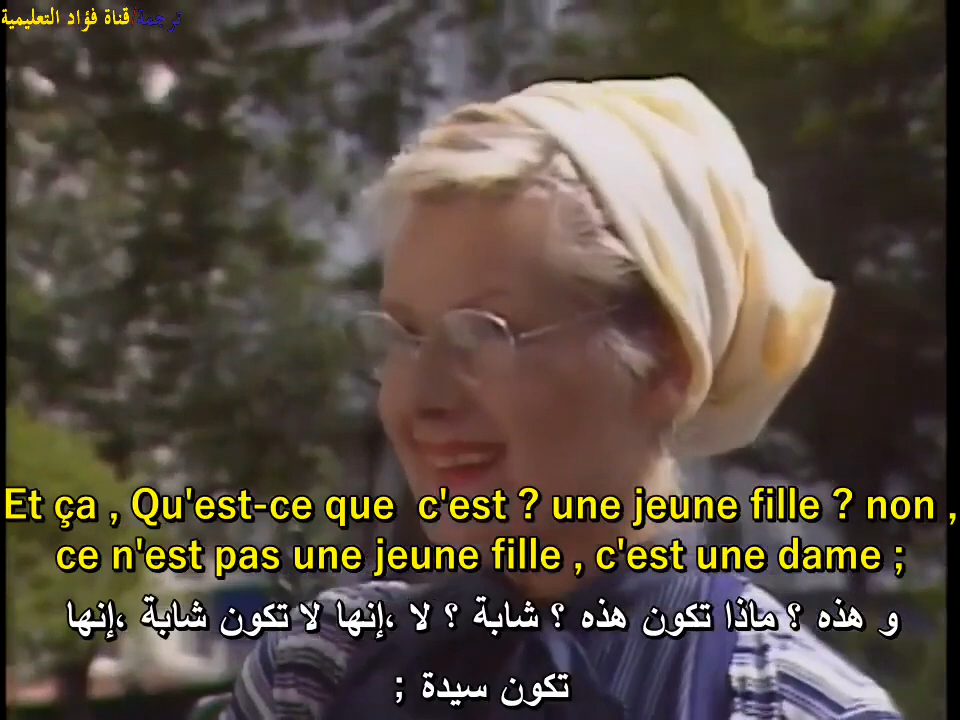 ترجمة: قناة فؤاد التعليمية
Et ça , Qu'est-ce que c'est ? une jeune fille ? non ,
ce n'est pas une jeune fille , c'est une dame ;
و هذه ؟ ماذا تكون هذه ؟ شابة ؟ لا ،إنها لا تكون شابة ،إنها
تكون سيدة ;